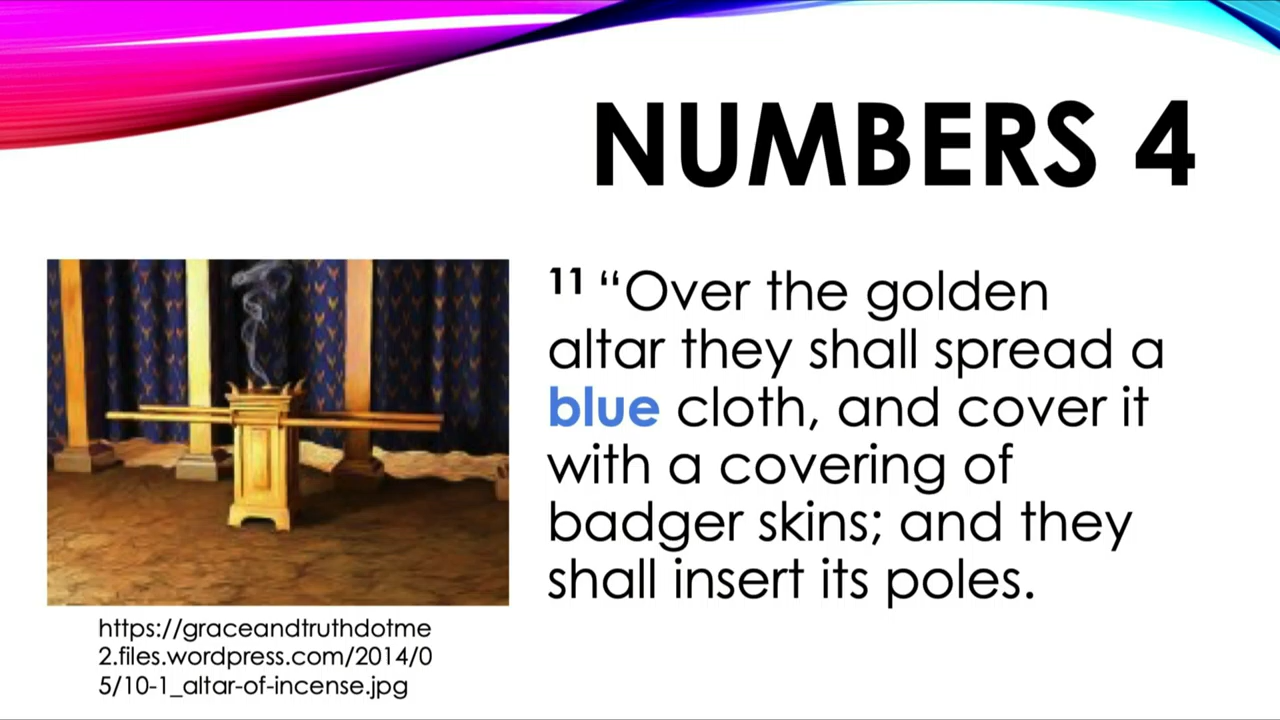 NUMBERS 4
11 “Over the golden
altar they shall spread a
blue cloth, and cover it
with a covering of
badger skins; and they
shall insert its poles.
https://graceandtruthdotme
2.files.wordpress.com/2014/0
5/10-1_altar-of-incense.jpg